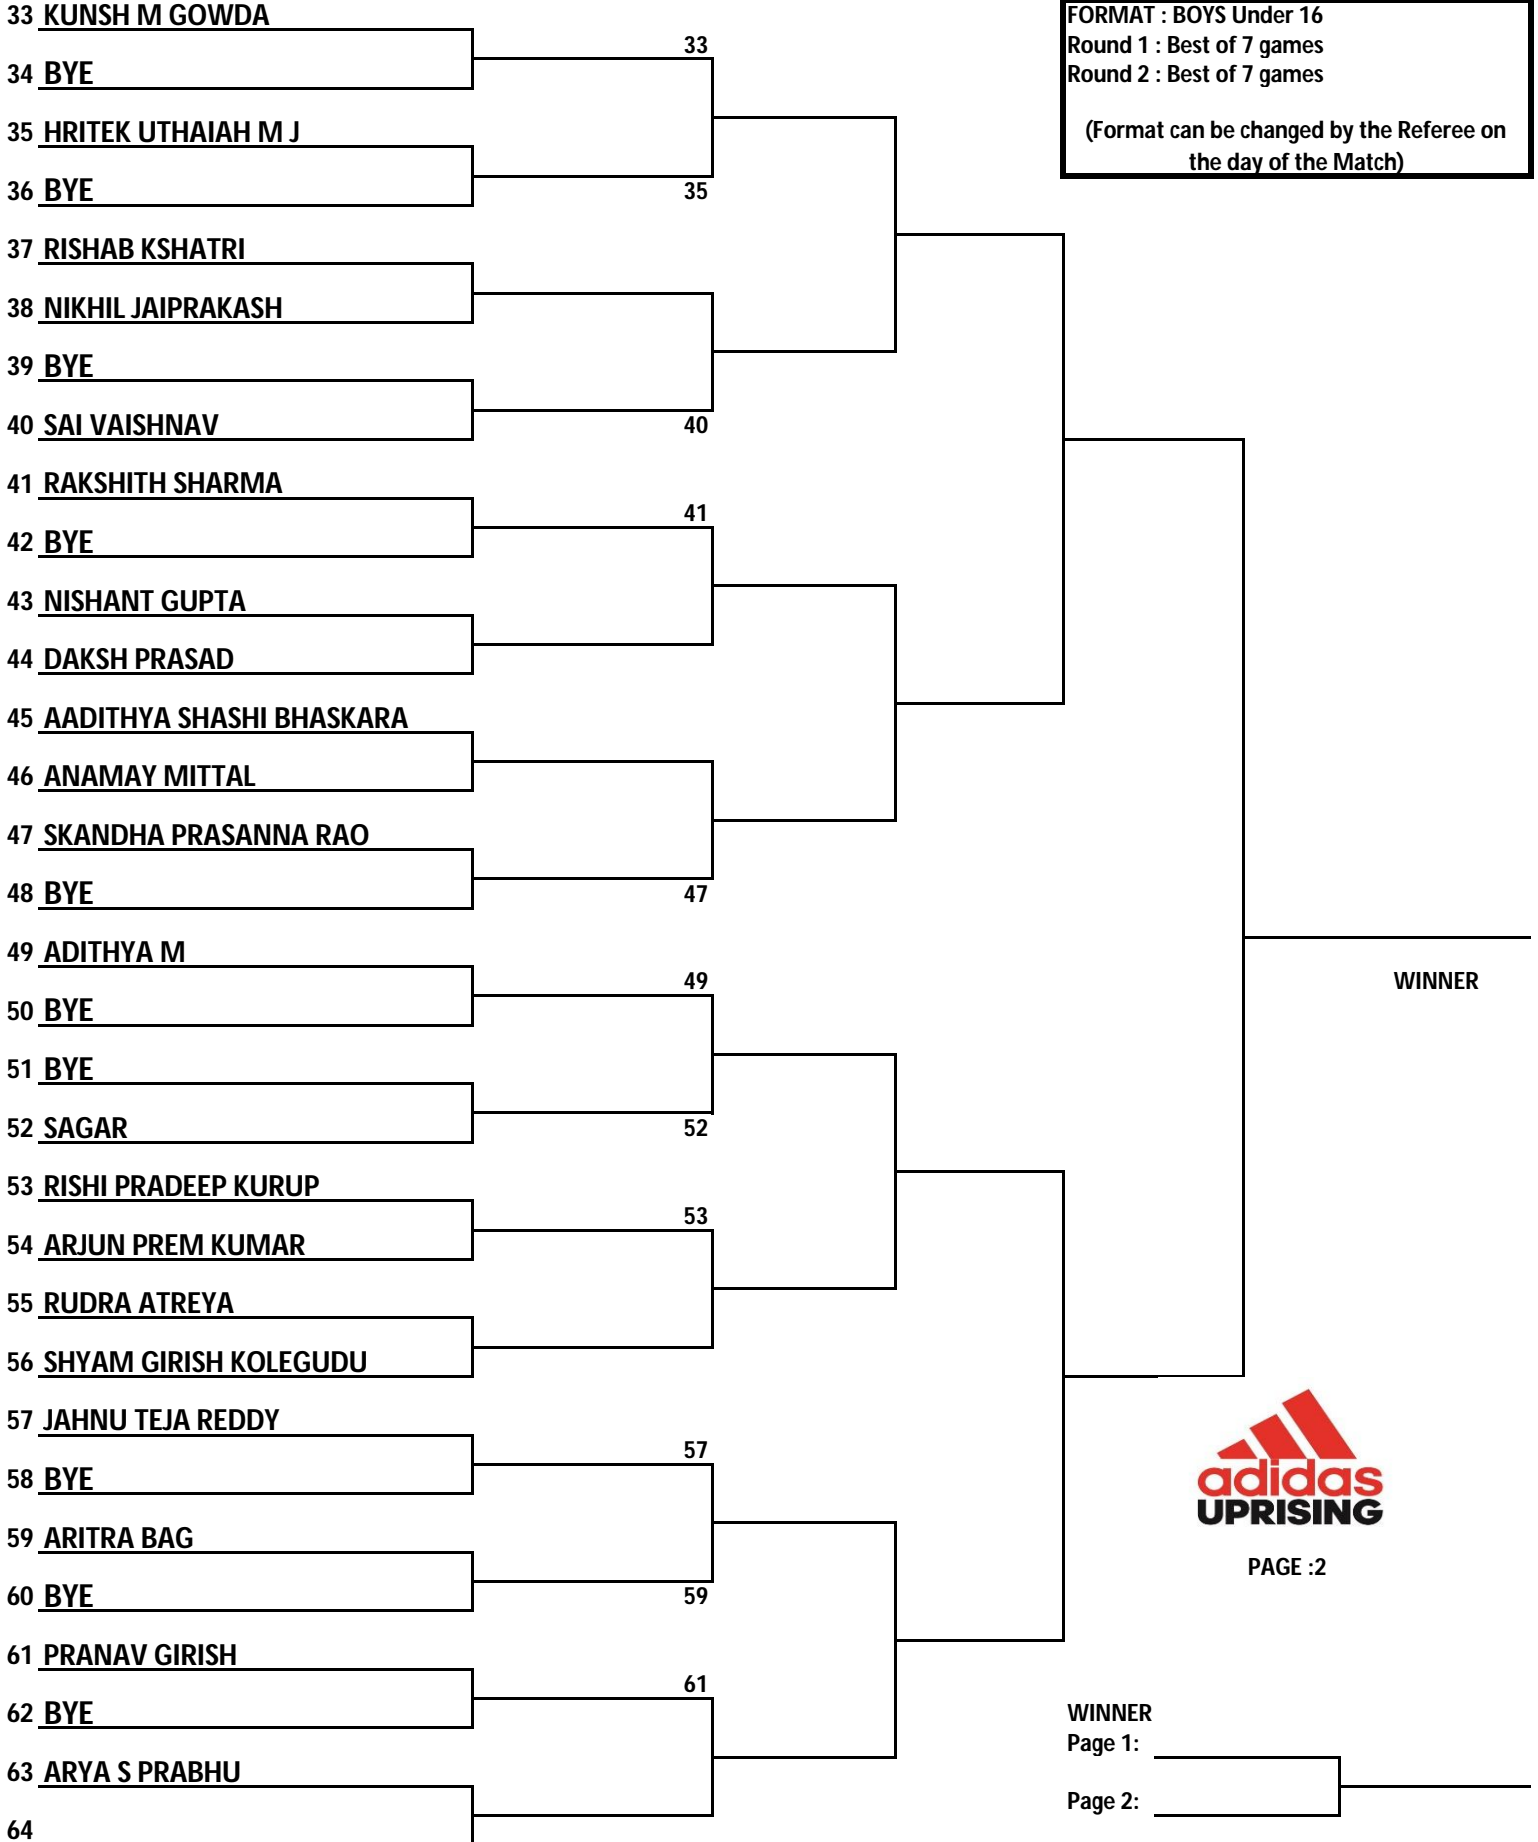 33 KUNSH M GOWDA
FORMAT : BOYS Under 16
33
Round 1 : Best of 7 games
34 BYE
Round 2 : Best of 7 games
35 HRITEK UTHAIAH M J
(Format can be changed by the Referee on
the day of the Match)
36 BYE
35
37 RISHAB KSHATRI
38 NIKHIL JAIPRAKASH
39 BYE
40 SAI VAISHNAV
40
41 RAKSHITH SHARMA
41
42 BYE
43 NISHANT GUPTA
44 DAKSH PRASAD
45 AADITHYA SHASHI BHASKARA
46 ANAMAY MITTAL
47 SKANDHA PRASANNA RAO
48 BYE
47
49 ADITHYA M
49
WINNER
50 BYE
51 BYE
52 SAGAR
52
53 RISHI PRADEEP KURUP
53
54 ARJUN PREM KUMAR
55 RUDRA ATREYA
56 SHYAM GIRISH KOLEGUDU
57 JAHNU TEJA REDDY
57
58 BYE
adidas
UPRISING
59 ARITRA BAG
PAGE :2
60 BYE
59
61 PRANAV GIRISH
61
62 BYE
WINNER
Page 1:
63 ARYA S PRABHU
Page 2:
64